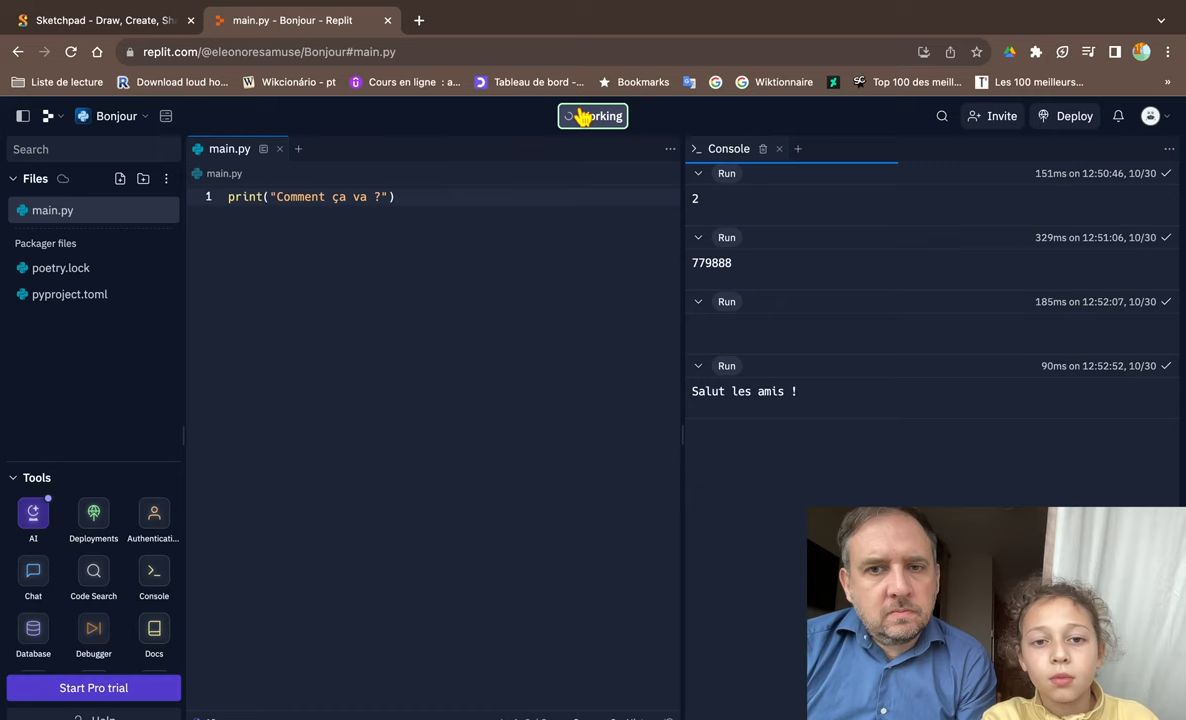 Sketchpad - Draw, Create, Sha
main.py - Bonjour - Replit
replit.com/@eleonoresamuse/Bonjour#main.py
Liste de lecture
Download loud ho...
Wikcionário - pt
Cours en ligne : a...
Tableau de bord -...
Bookmarks
Wiktionnaire
Top 100 des meill...
Les 100 meilleurs...
»
Bonjour
Working
Invite
Deploy
Search
main.py
Console
Files
main.py
main.py
1 print("Comment ça va ?")
Packager files
poetry.lock
pyproject.toml
Run 151ms on 12:50:46, 10/30
2
Run 329ms on 12:51:06, 10/30
779888
Run 185ms on 12:52:07, 10/30
Run 90ms on 12:52:52, 10/30
Salut les amis !
Tools
AI
Deployments
Authenticati...
Chat
Code Search
Console
Database
Debugger
Docs
Start Pro trial